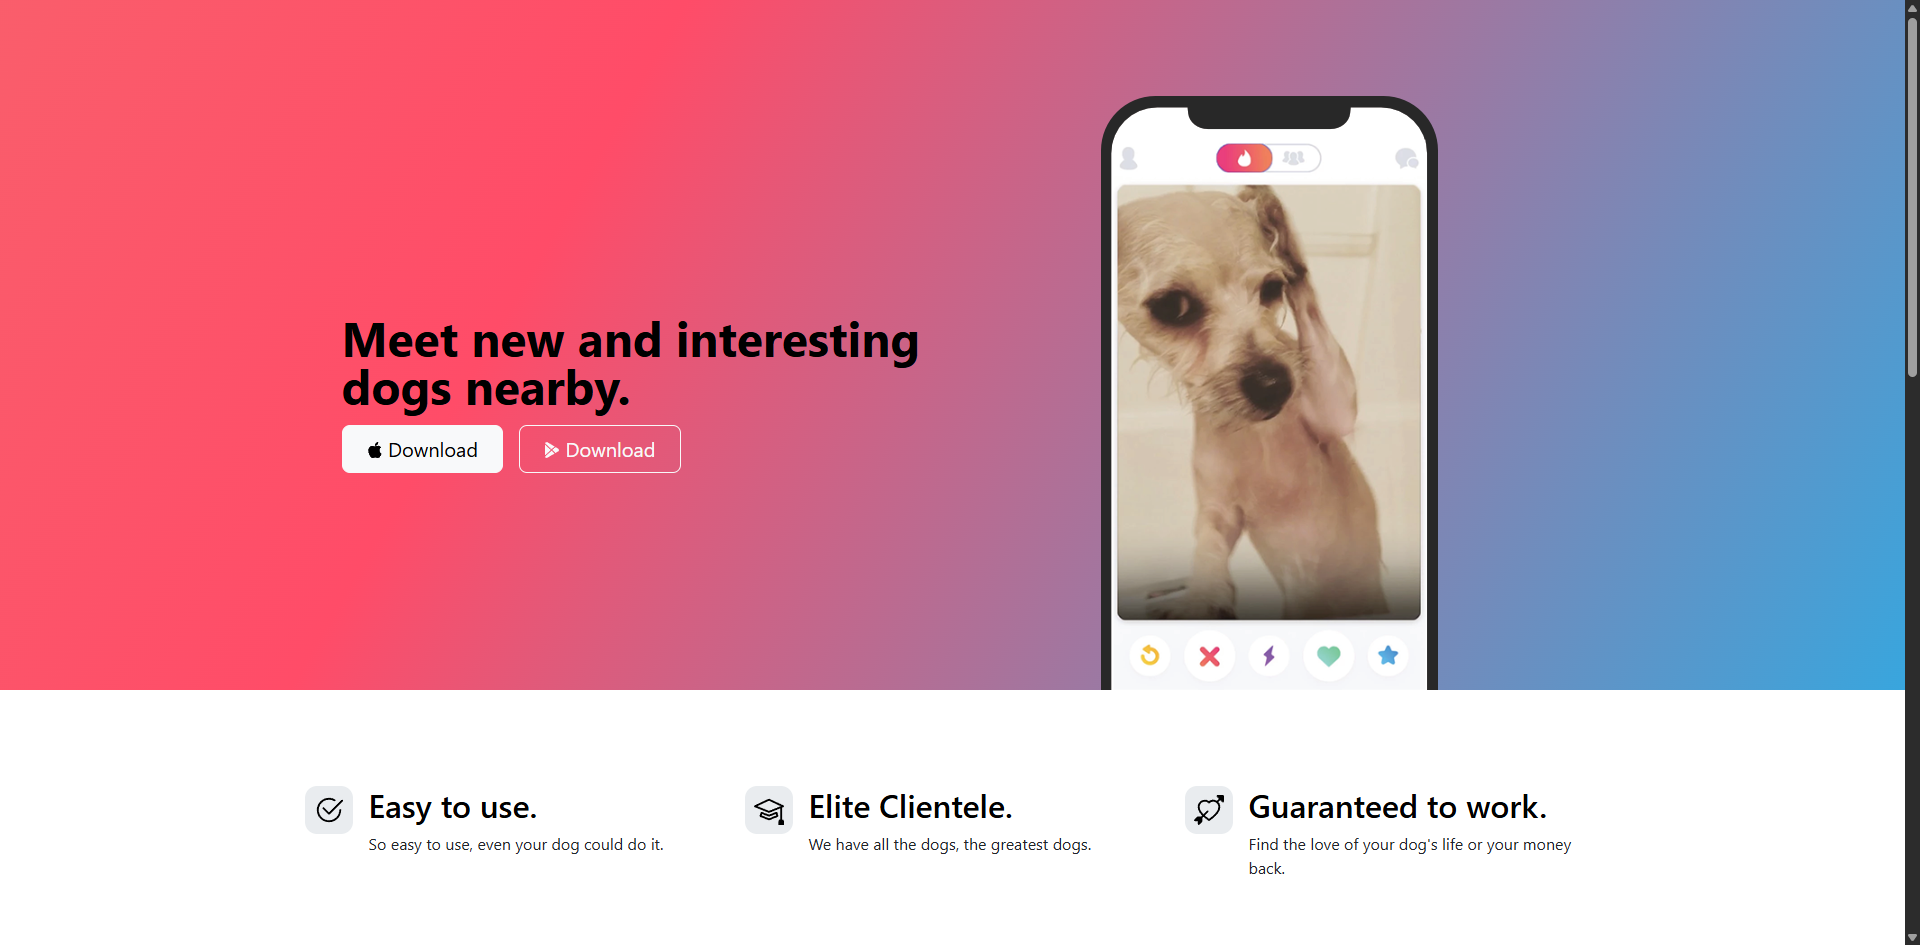 Meet new and interesting
dogs nearby.
Download
Download
Easy to use.
So easy to use, even your dog could do it.
Elite Clientele.
We have all the dogs, the greatest dogs.
Guaranteed to work.
Find the love of your dog's life or your money
back.